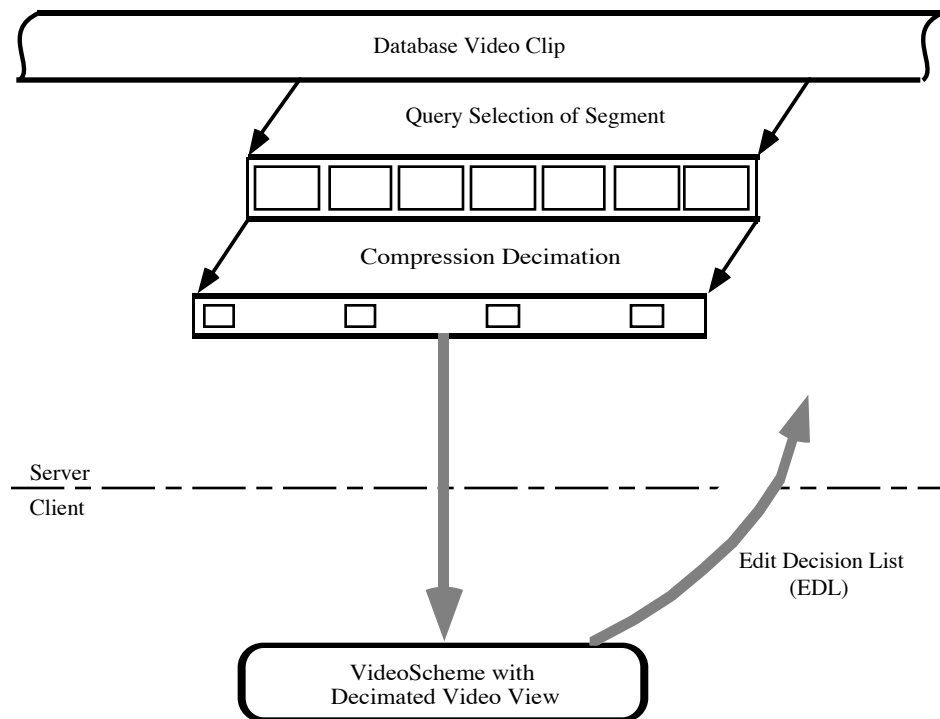 Database Video Clip
Query Selection of Segment
Compression Decimation
Server
Client
Edit Decision List
(EDL)
VideoScheme with
Decimated Video View